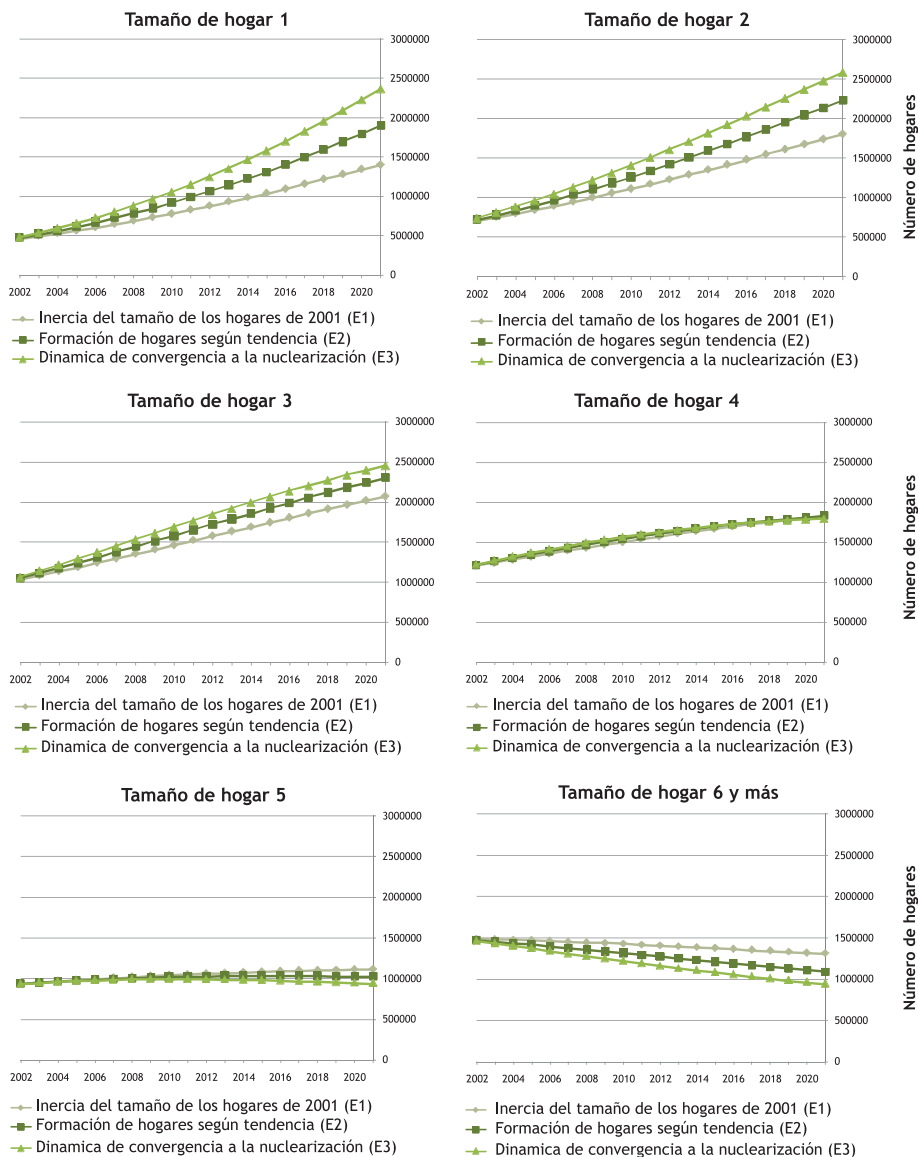 Tamaño de hogar 1
3000000
2500000
2000000
1500000
1000000
500000
0
2002 2004 2006 2008 2010 2012 2014 2016 2018 2020
Inercia del tamaño de los hogares de 2001 (E1)
Formación de hogares según tendencia (E2)
Dinamica de convergencia a la nuclearización (E3)
Tamaño de hogar 2
3000000
2500000
2000000
1500000
1000000
500000
0
Número de hogares
2002 2004 2006 2008 2010 2012 2014 2016 2018 2020
Inercia del tamaño de los hogares de 2001 (E1)
Formación de hogares según tendencia (E2)
Dinamica de convergencia a la nuclearización (E3)
Tamaño de hogar 3
3000000
2500000
2000000
1500000
1000000
500000
0
2002 2004 2006 2008 2010 2012 2014 2016 2018 2020
Inercia del tamaño de los hogares de 2001 (E1)
Formación de hogares según tendencia (E2)
Dinamica de convergencia a la nuclearización (E3)
Tamaño de hogar 4
3000000
2500000
2000000
1500000
1000000
500000
0
Número de hogares
2002 2004 2006 2008 2010 2012 2014 2016 2018 2020
Inercia del tamaño de los hogares de 2001 (E1)
Formación de hogares según tendencia (E2)
Dinamica de convergencia a la nuclearización (E3)
Tamaño de hogar 5
3000000
2500000
2000000
1500000
1000000
500000
0
2002 2004 2006 2008 2010 2012 2014 2016 2018 2020
Inercia del tamaño de los hogares de 2001 (E1)
Formación de hogares según tendencia (E2)
Dinamica de convergencia a la nuclearización (E3)
Tamaño de hogar 6 y más
3000000
2500000
2000000
1500000
1000000
500000
0
Número de hogares
2002 2004 2006 2008 2010 2012 2014 2016 2018 2020
Inercia del tamaño de los hogares de 2001 (E1)
Formación de hogares según tendencia (E2)
Dinamica de convergencia a la nuclearización (E3)